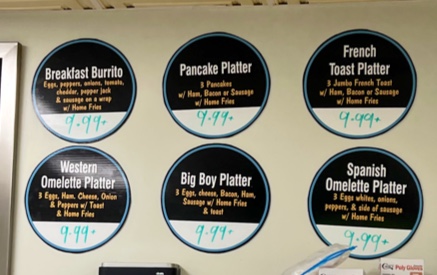 Breakfast Burrito
Eggs, peppers, onions, tomato,
cheddar, pepper jack
& sausage on a wrap
w/ Home Fries
9.99+
Pancake Platter
3 Pancakes
w/ Ham, Bacon or Sausage
w/ Home Fries
9.99+
French
Toast Platter
3 Jumbo French Toast
w/ Ham, Bacon or Sausage
w/ Home Fries
9.99+
Western
Omelette Platter
3 Eggs, Ham, Cheese, Onion
& Peppers w/ Toast
& Home Fries
9.99+
Big Boy Platter
3 Eggs, cheese, Bacon, Ham,
Sausage w/ Home Fries
& toast
9.99+
Spanish
Omelette Platter
3 Egg whites, onions,
peppers, & side of sausage
w/ Home Fries
9.99+
Poly Gloves